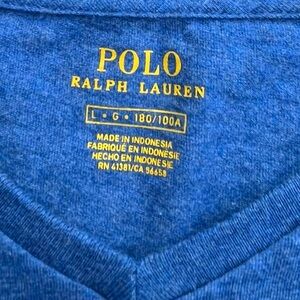 POLO
RALPH LAUREN
L • G • 180/100A
MADE IN INDONESIA
FABRIQUÉ EN INDONÉSIE
HECHO EN INDONESIE
RN 41381/CA 56658